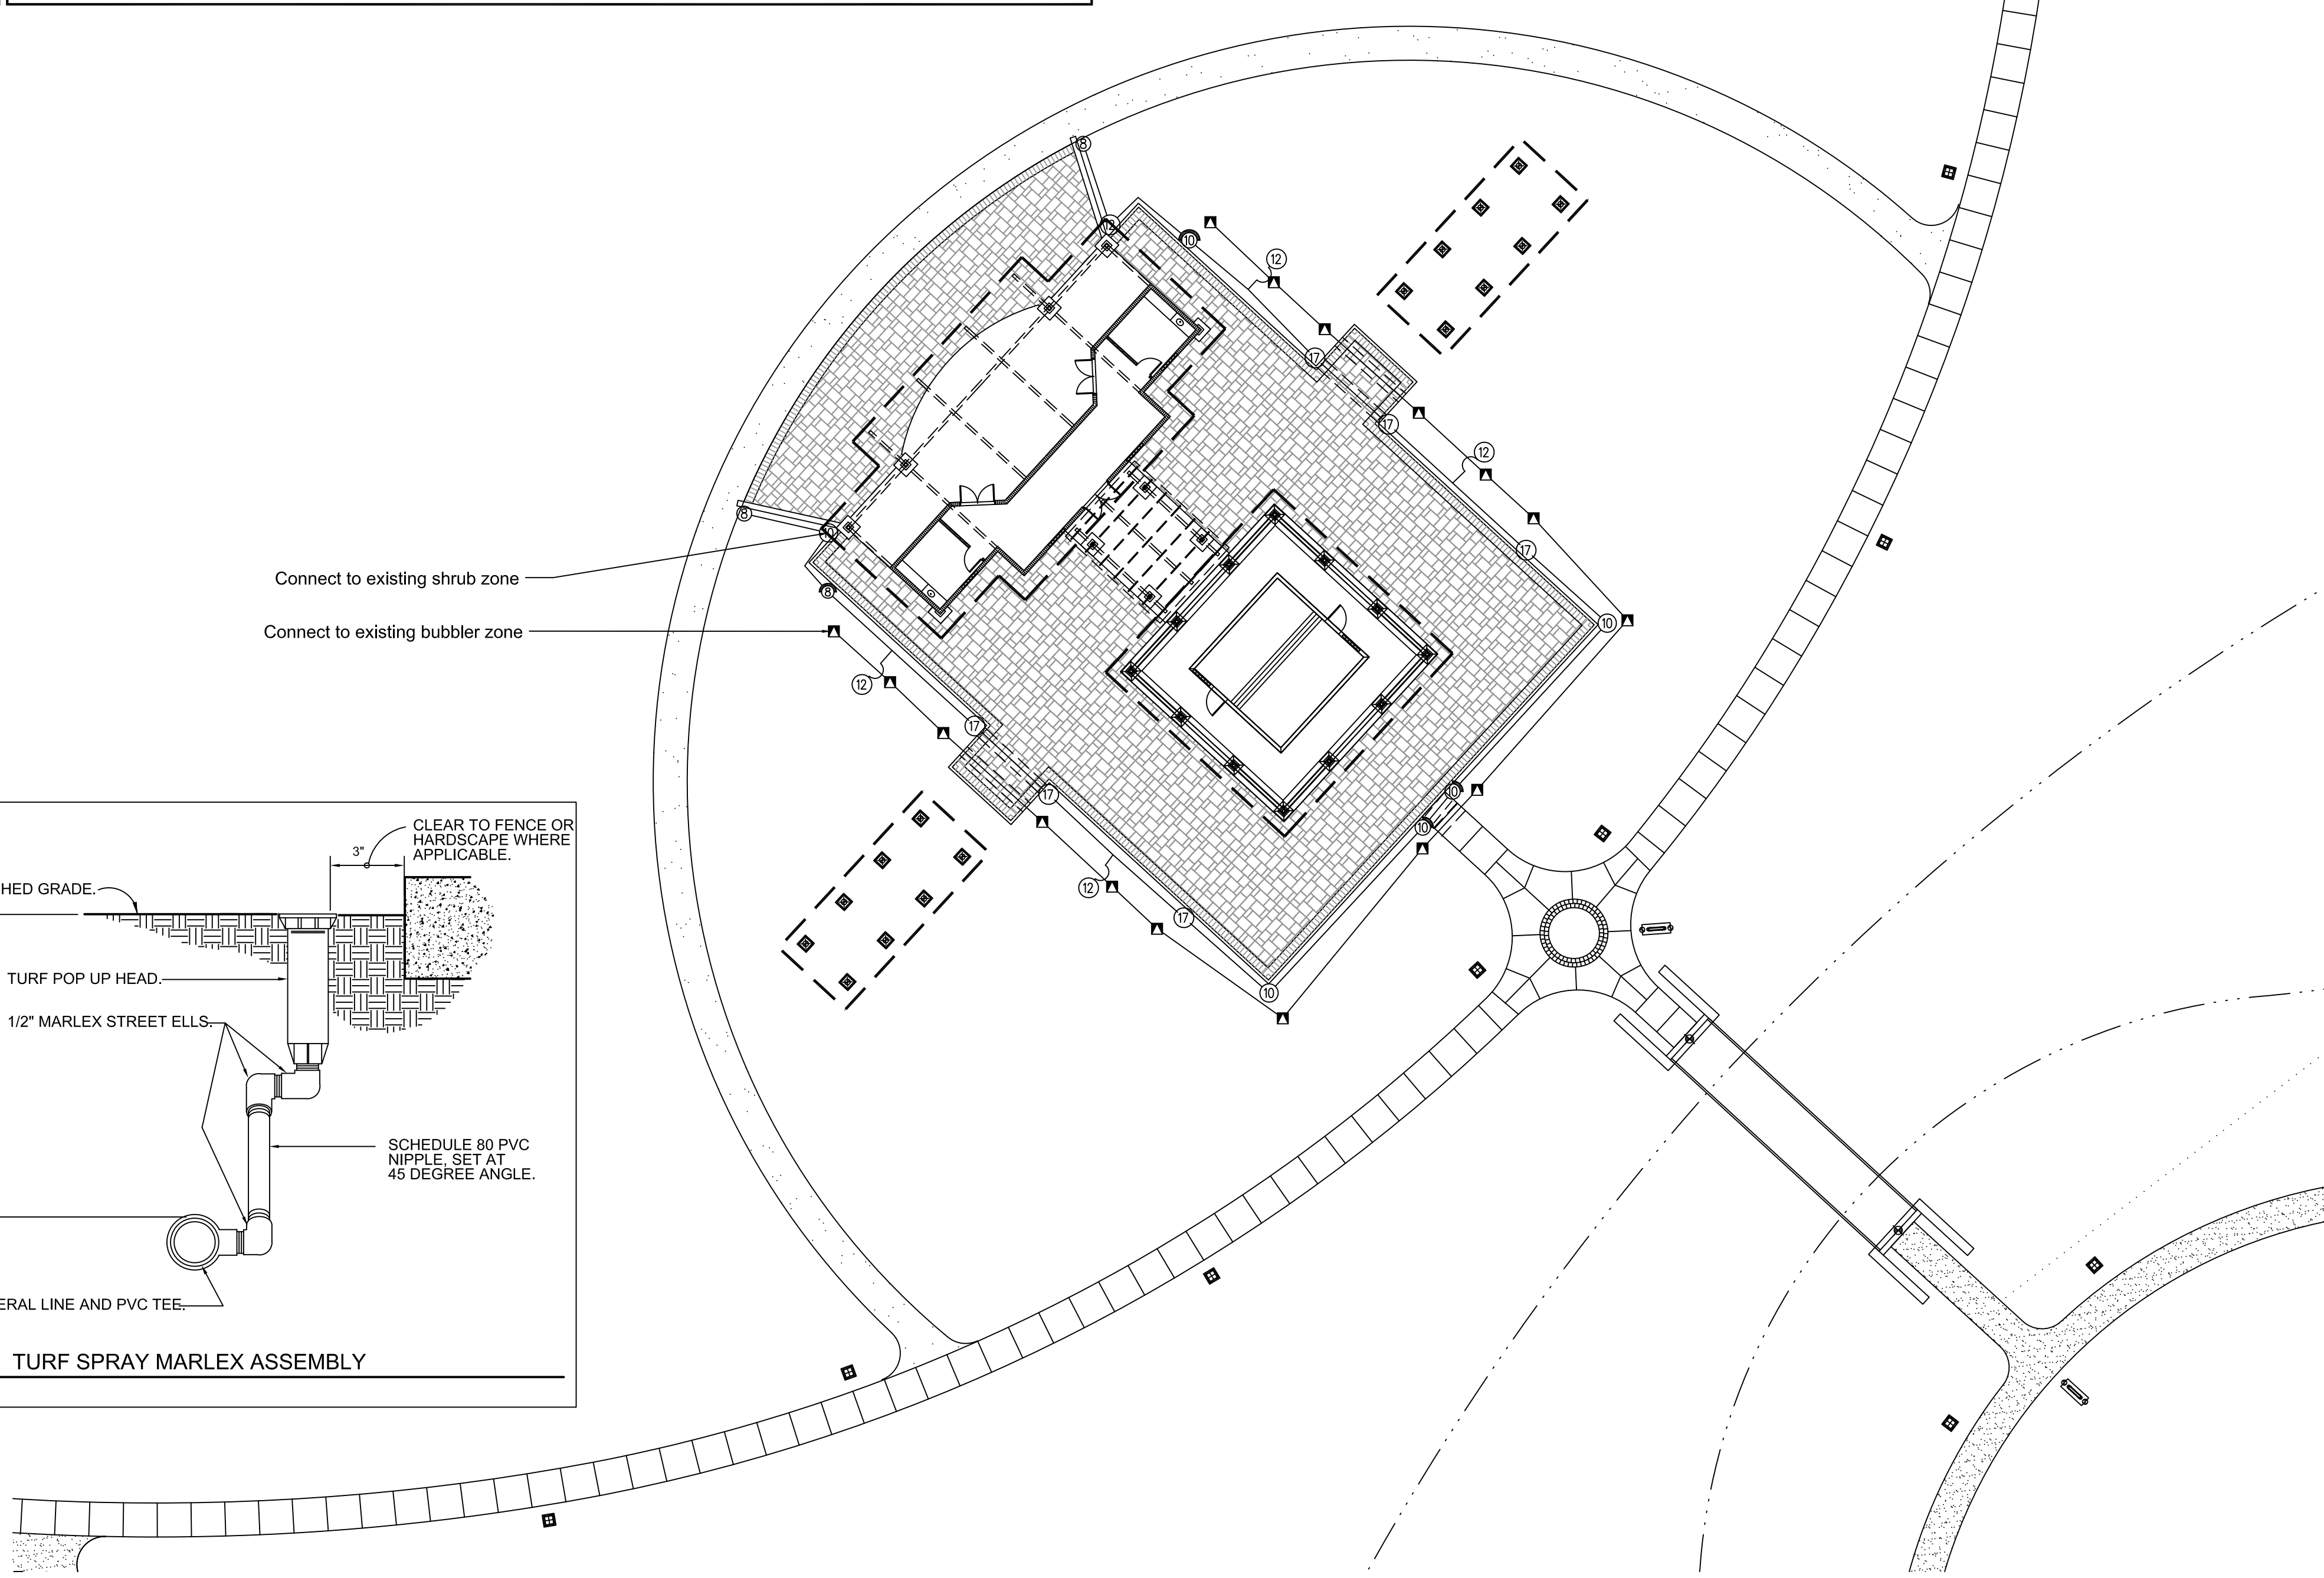 8
12
10
12
17
17
12
8
10
Connect to existing shrub zone
17
8
10
Connect to existing bubbler zone
12
17
10
17
10
12
17
10
CLEAR TO FENCE OR
HARDSCAPE WHERE
APPLICABLE.
3"
HED GRADE.
TURF POP UP HEAD.
1/2" MARLEX STREET ELLS.
SCHEDULE 80 PVC
NIPPLE, SET AT
45 DEGREE ANGLE.
ERAL LINE AND PVC TEE.
TURF SPRAY MARLEX ASSEMBLY